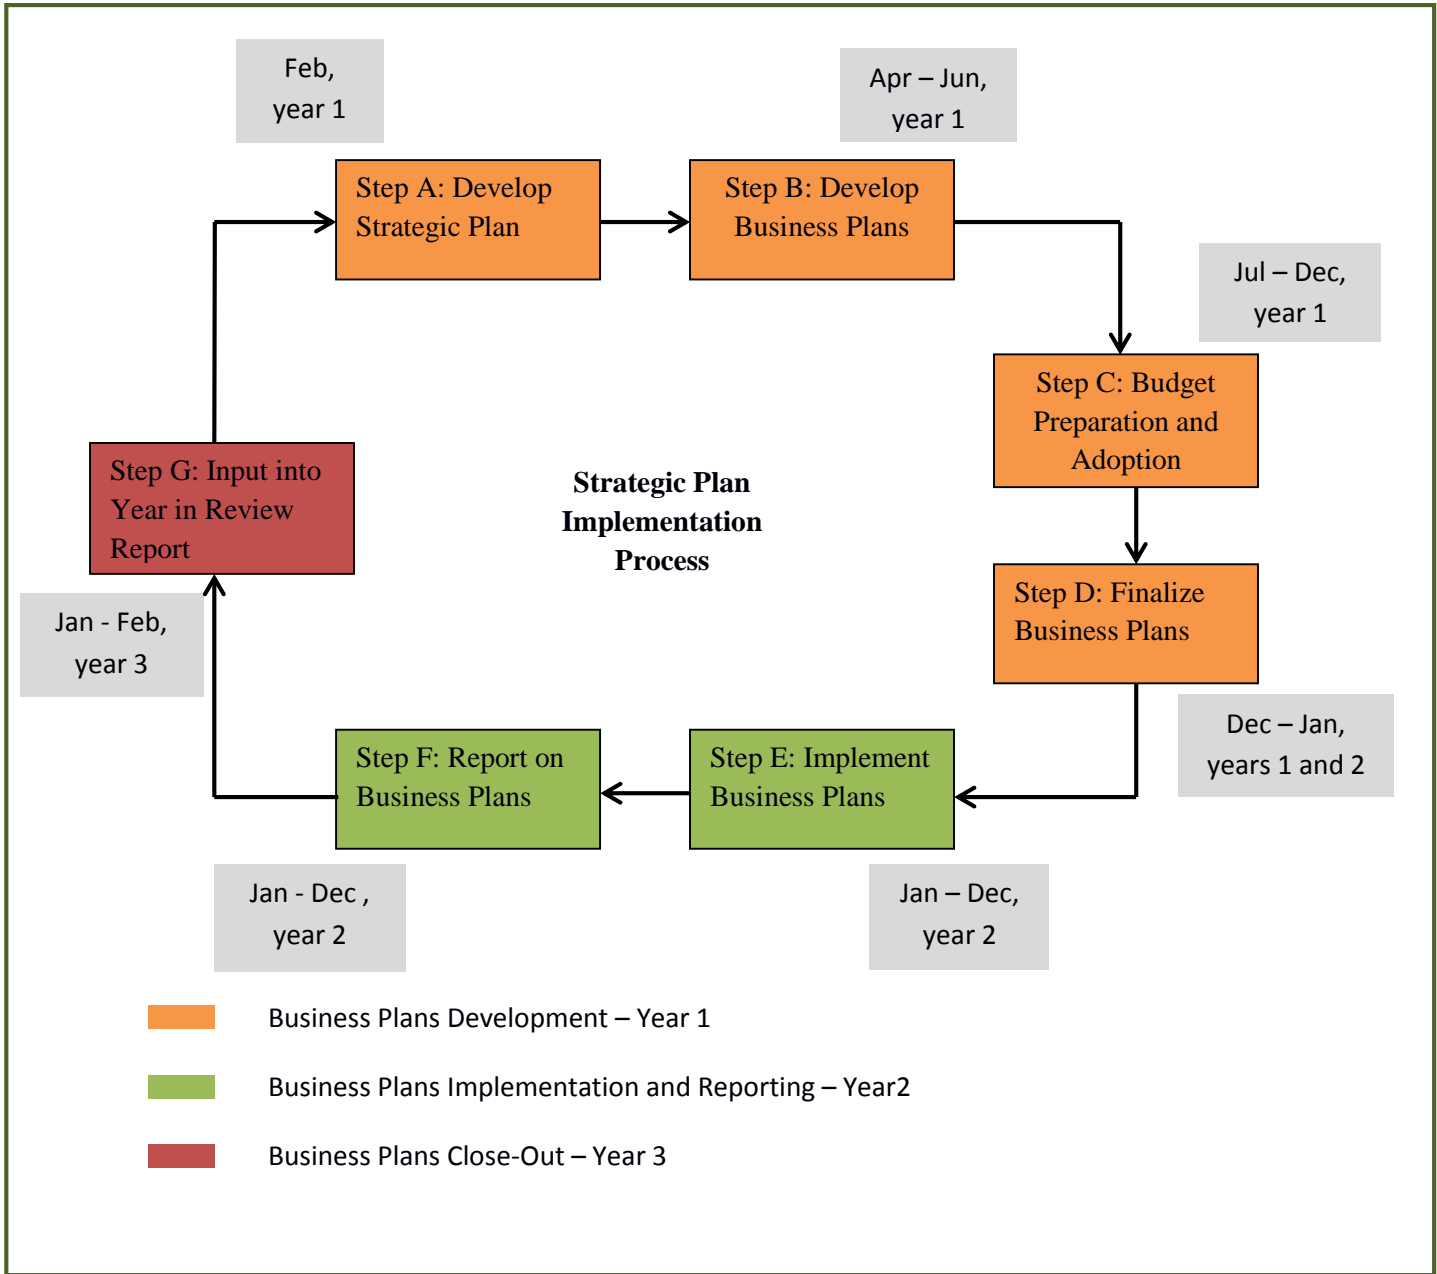 Feb,
year 1
Apr – Jun,
year 1
Step A: Develop
Strategic Plan
Step B: Develop
Business Plans
Jul – Dec,
year 1
Step C: Budget
Preparation and
Adoption
Step G: Input into
Year in Review
Report
Strategic Plan
Implementation
Process
Step D: Finalize
Business Plans
Jan - Feb,
year 3
Dec – Jan,
years 1 and 2
Step F: Report on
Business Plans
Step E: Implement
Business Plans
Jan - Dec ,
year 2
Jan – Dec,
year 2
Business Plans Development – Year 1
Business Plans Implementation and Reporting – Year2
Business Plans Close-Out – Year 3